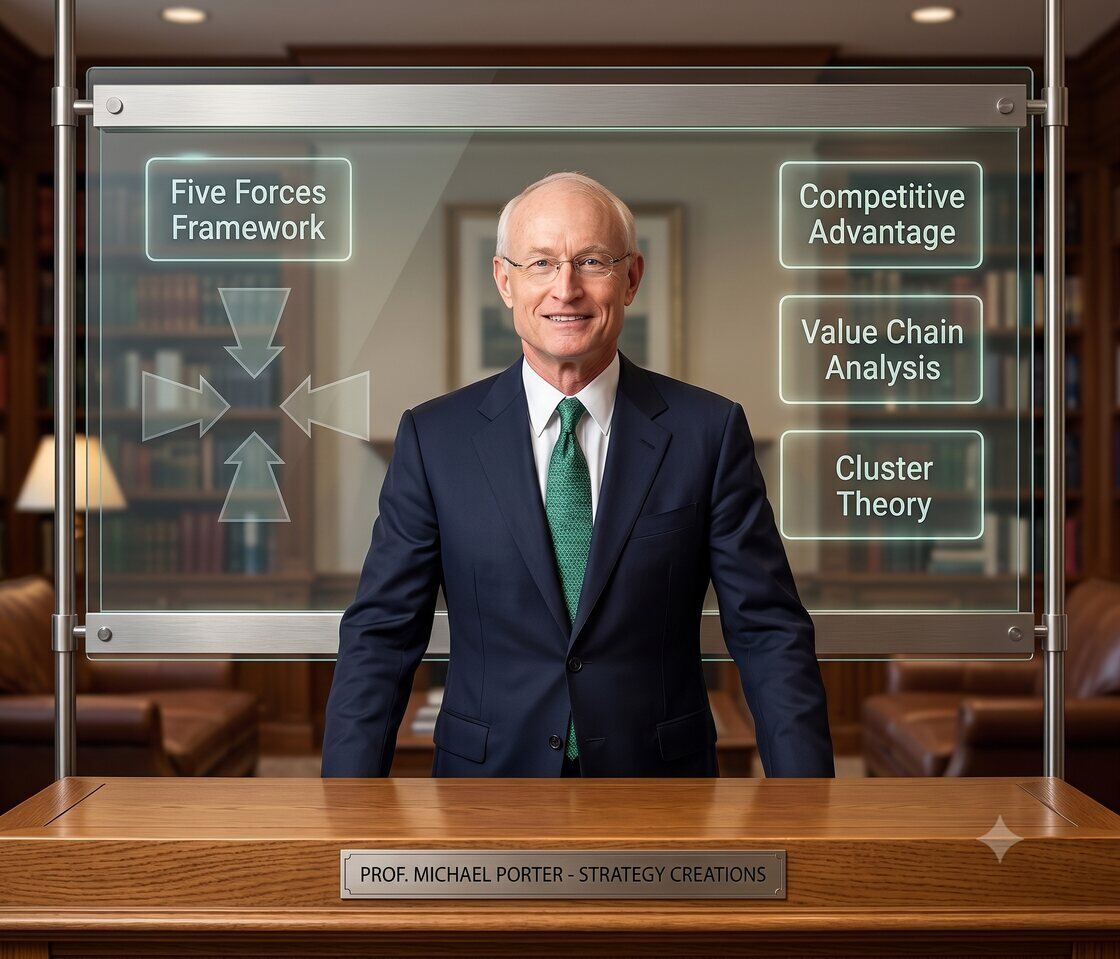 Five Forces
Framework
Competitive
Advantage
Value Chain
Analysis
Cluster
Theory
PROF. MICHAEL PORTER - STRATEGY CREATIONS